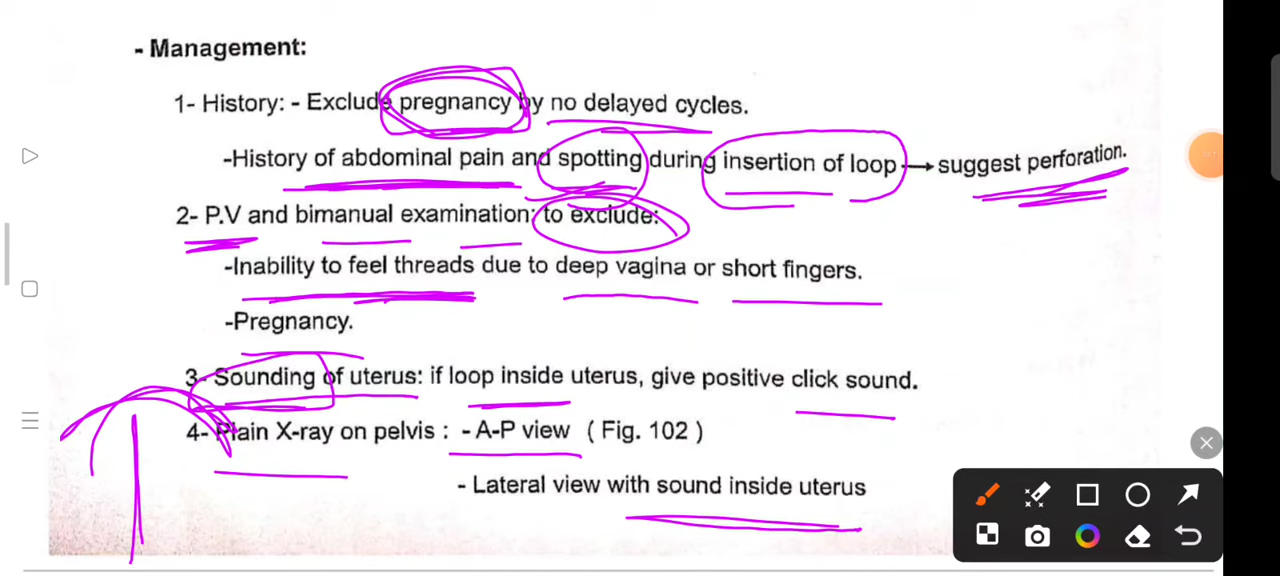 - Management:
1- History: - Exclude pregnancy by no delayed cycles.
-History of abdominal pain and spotting during insertion of loop → suggest perforation.
2- P.V and bimanual examination: to exclude:
-Inability to feel threads due to deep vagina or short fingers.
-Pregnancy.
3- Sounding of uterus: if loop inside uterus, give positive click sound.
4- Plain X-ray on pelvis : - A-P view ( Fig. 102 )
- Lateral view with sound inside uterus